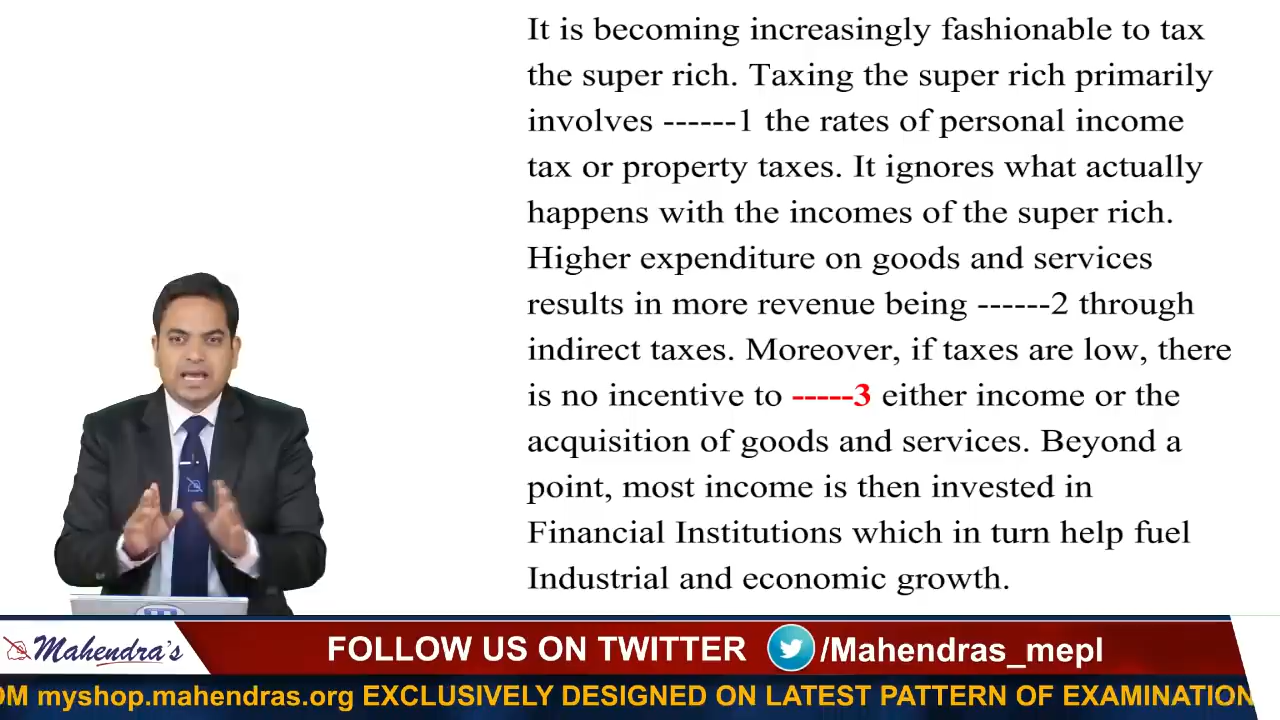 It is becoming increasingly fashionable to tax
the super rich. Taxing the super rich primarily
involves ------1 the rates of personal income
tax or property taxes. It ignores what actually
happens with the incomes of the super rich.
Higher expenditure on goods and services
results in more revenue being ------2 through
indirect taxes. Moreover, if taxes are low, there
is no incentive to -----3 either income or the
acquisition of goods and services. Beyond a
point, most income is then invested in
Financial Institutions which in turn help fuel
Industrial and economic growth.
Mahendra's FOLLOW US ON TWITTER /Mahendras_mepl
OM myshop.mahendras.org EXCLUSIVELY DESIGNED ON LATEST PATTERN OF EXAMINATION